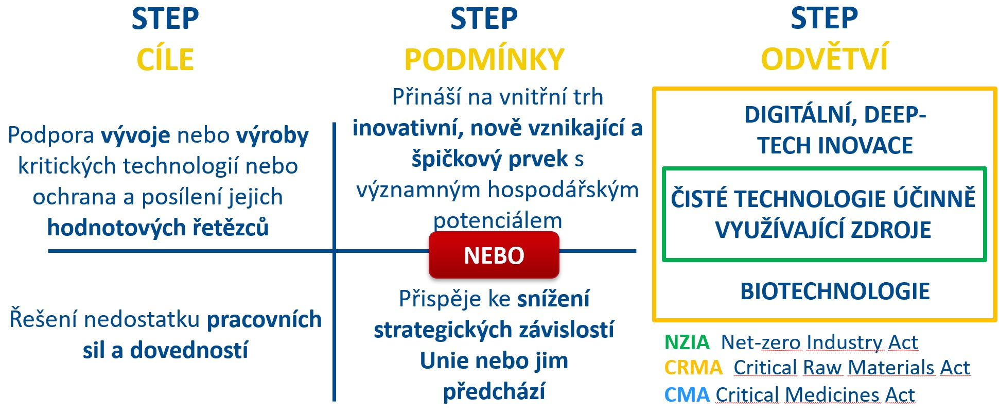 STEP
CÍLE
Podpora vývoje nebo výroby
kritických technologií nebo
ochrana a posílení jejich
hodnotových řetězců
Řešení nedostatku pracovních
sil a dovedností
STEP
PODMÍNKY
Přináší na vnitřní trh
inovativní, nově vznikající a
špičkový prvek s
významným hospodářským
potenciálem
NEBO
Přispěje ke snížení
strategických závislostí
Unie nebo jim
předchází
STEP
ODVĚTVÍ
DIGITÁLNÍ, DEEP-
TECH INOVACE
ČISTÉ TECHNOLOGIE ÚČINNĚ
VYUŽÍVAJÍCÍ ZDROJE
BIOTECHNOLOGIE
NZIA Net-zero Industry Act
CRMA Critical Raw Materials Act
CMA Critical Medicines Act